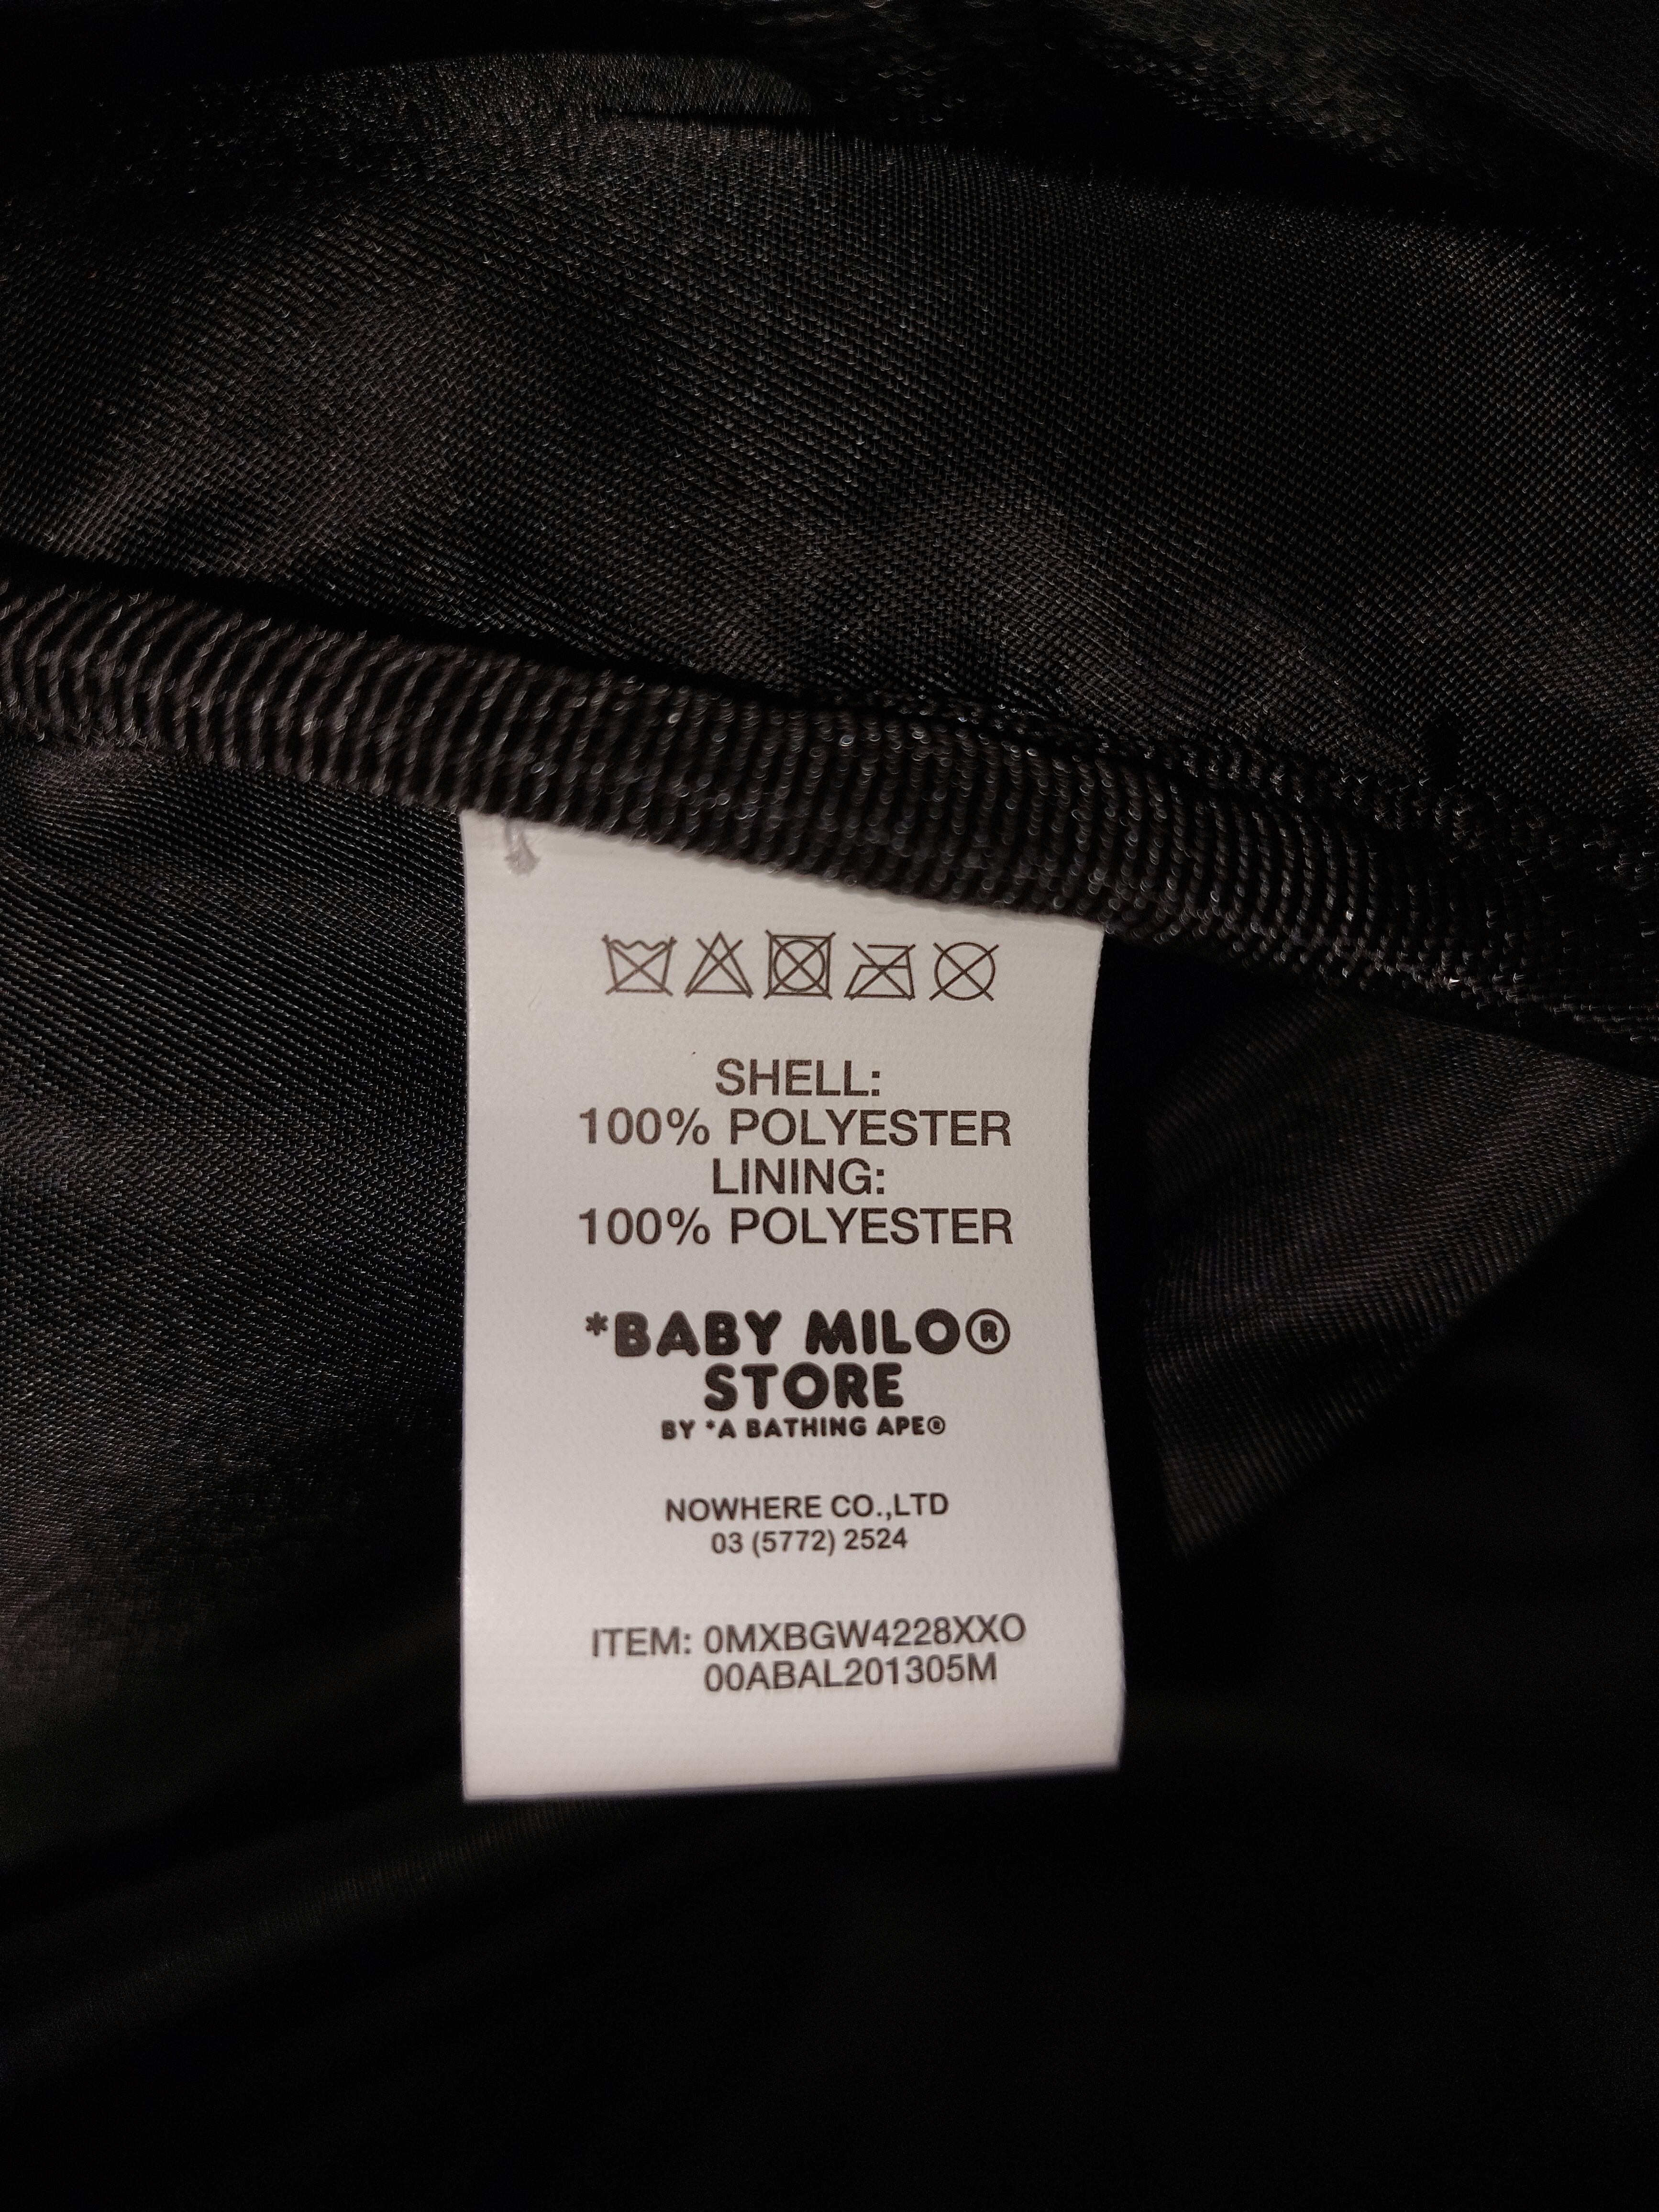 SHELL:
100% POLYESTER
LINING:
100% POLYESTER
*BABY MILO®
STORE
BY *A BATHING APE®
NOWHERE CO.,LTD
03 (5772) 2524
ITEM: 0MXBGW4228XXO
00ABAL201305M